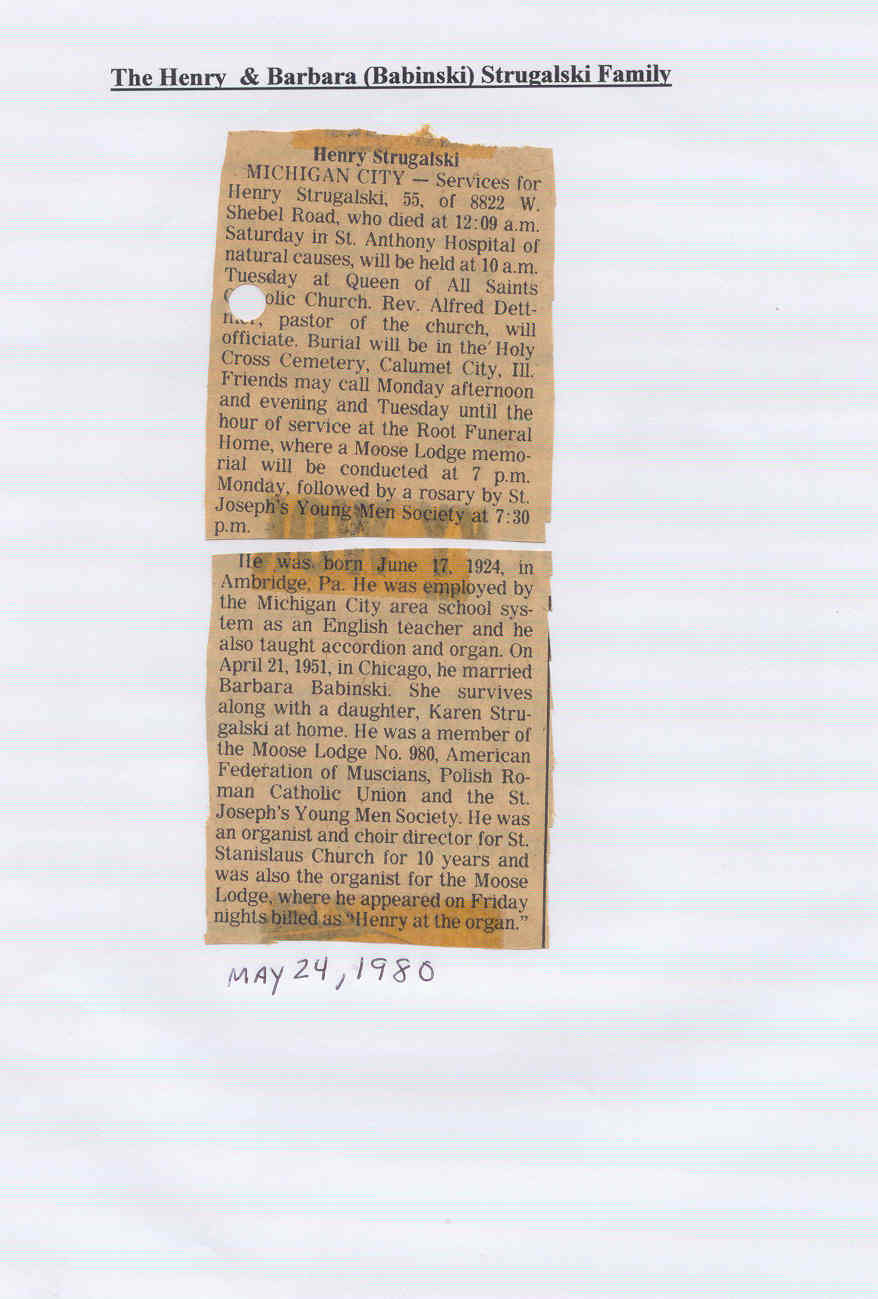 The Henry & Barbara (Babinski) Strugalski Family
Henry Strugalski
MICHIGAN CITY — Services for
Henry Strugalski, 55, of 8822 W.
Shebel Road, who died at 12:09 a.m.
Saturday in St. Anthony Hospital of
natural causes, will be held at 10 a.m.
Tuesday at Queen of All Saints
olic Church. Rev. Alfred Dett-
pastor of the church, will
officiate. Burial will be in the Holy
Cross Cemetery, Calumet City, Ill.
Friends may call Monday afternoon
and evening and Tuesday until the
hour of service at the Root Funeral
Home, where a Moose Lodge memo-
rial will be conducted at 7 p.m.
Monday, followed by a rosary by St.
Joseph's Young Men Society at 7:30
p.m.
He was born June 17, 1924, in
Ambridge, Pa. He was employed by
the Michigan City area school sys-
tem as an English teacher and he
also taught accordion and organ. On
April 21, 1951, in Chicago, he married
Barbara Babinski. She survives
along with a daughter, Karen Stru-
galski at home. He was a member of
the Moose Lodge No. 980, American
Federation of Muscians, Polish Ro-
man Catholic Union and the St.
Joseph's Young Men Society. He was
an organist and choir director for St.
Stanislaus Church for 10 years and
was also the organist for the Moose
Lodge, where he appeared on Friday
nights billed as "Henry at the organ."
MAY 24, 1980